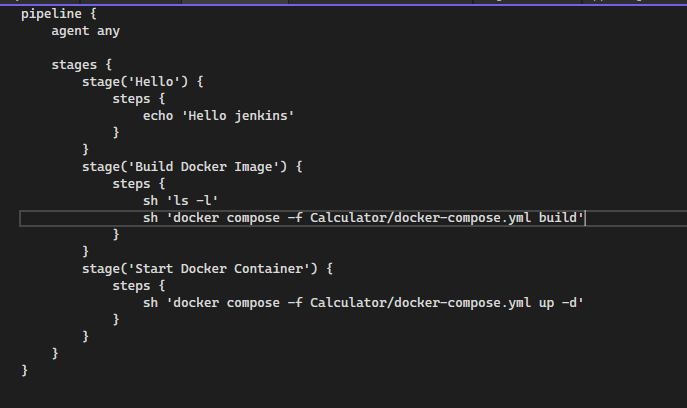 pipeline {
    agent any

    stages {
        stage('Hello') {
            steps {
                echo 'Hello jenkins'
            }
        }
        stage('Build Docker Image') {
            steps {
                sh 'ls -l'
                sh 'docker compose -f Calculator/docker-compose.yml build'
            }
        }
        stage('Start Docker Container') {
            steps {
                sh 'docker compose -f Calculator/docker-compose.yml up -d'
            }
        }
    }
}